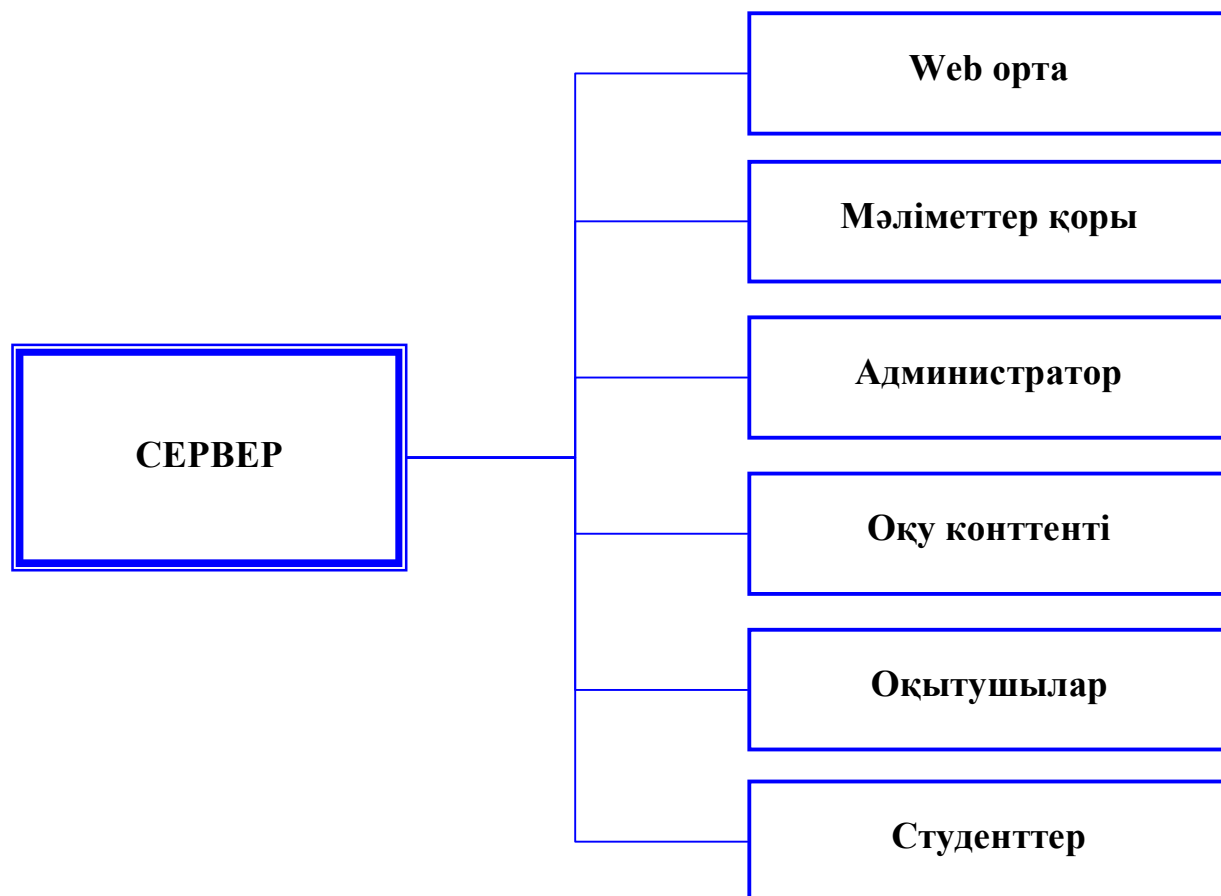 Web орта
Мәліметтер қоры
Администратор
СЕРВЕР
Оқу конттенті
Оқытушылар
Студенттер